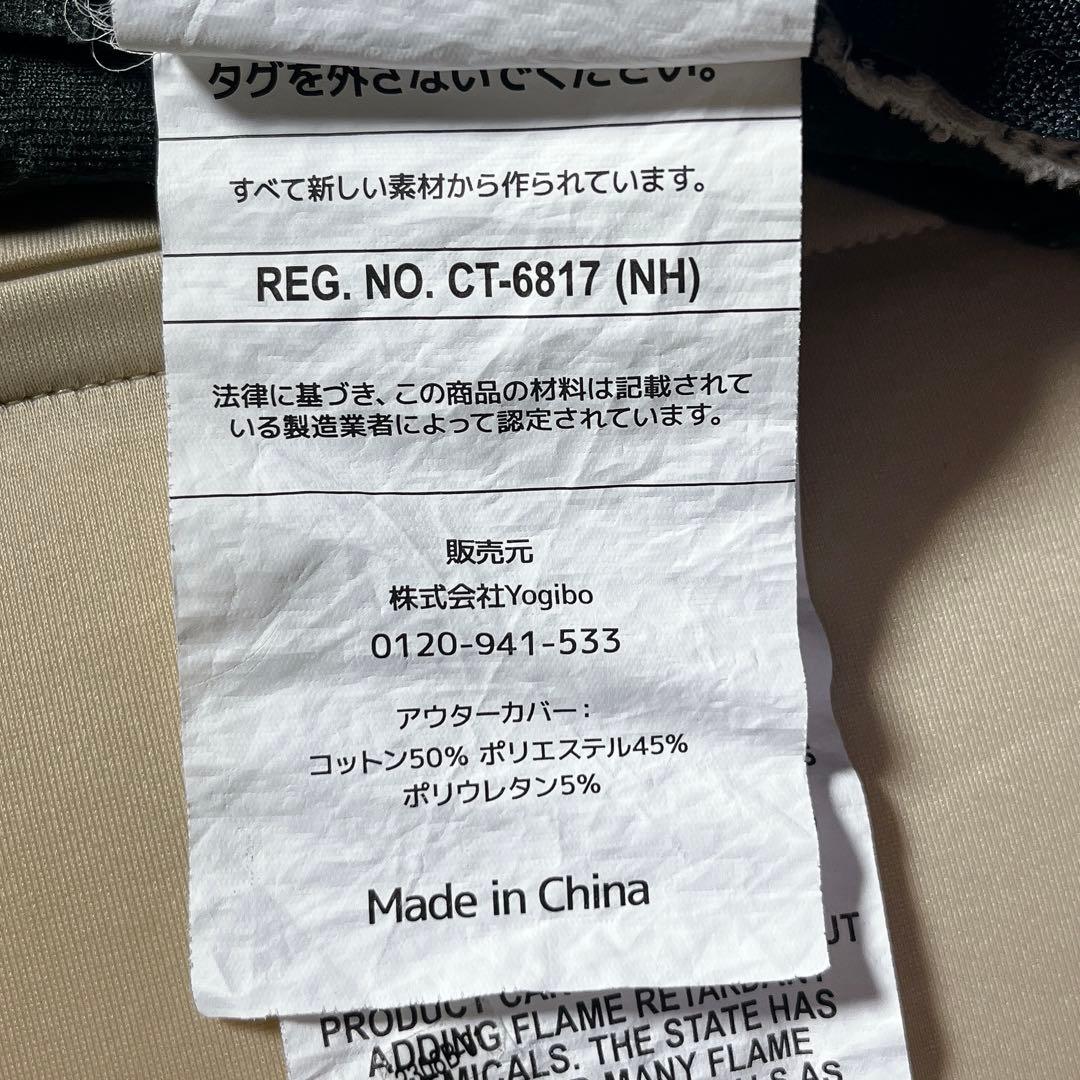 タグを外さないでください。
すべて新しい素材から作られています。
REG. NO. CT-6817 (NH)
法律に基づき、この商品の材料は記載されて
いる製造業者によって認定されています。
販売元
株式会社Yogibo
0120-941-533
アウターカバー：
コットン50% ポリエステル45%
ポリウレタン5%
Made in China
PRODUCT
ADDING FLAME RETARDANT
THE STATE HAS
MANY FLAME
AS